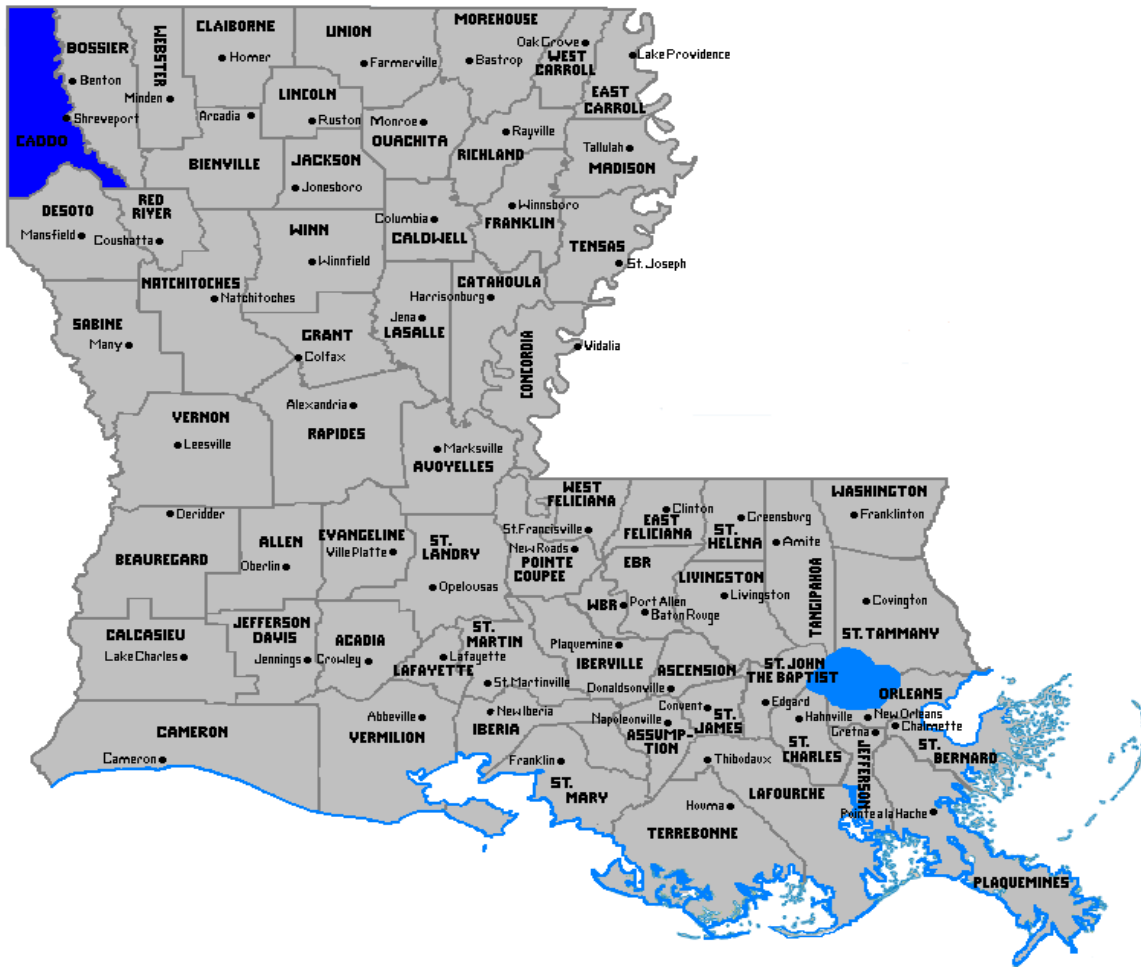 CLAIBORNE
UNION
MOREHOUSE
BOSSIER
WEBSTER
Homer
Farmerville
Bastrop
Oak Grove
WEST
CARROLL
Lake Providence
Benton
Minden
LINCOLN
EAST
CARROLL
Shreveport
Arcadia
Ruston
Monroe
OUACHITA
Rayville
CADDO
BIENVILLE
JACKSON
RICHLAND
Tallulah
MADISON
Jonesboro
DESOTO
RED
RIVER
Mansfield
Coushatta
WINN
Columbia
CALDWELL
Winnsboro
FRANKLIN
TENSAS
Winnfield
St. Joseph
NATCHITOCHES
Natchitoches
CATAHOULA
Harrisonburg
SABINE
Many
GRANT
Colfax
Jena
LASALLE
CONCORDIA
Vidalia
VERNON
Leesville
Alexandria
RAPIDES
Marksville
AVOYELLES
Deridder
BEAUREGARD
ALLEN
Oberlin
EVANGELINE
Ville Platte
ST.
LANDRY
Opelousas
WEST
FELICIANA
St. Francisville
New Roads
POINTE
COUPEE
Clinton
EAST
FELICIANA
Greensburg
ST.
HELENA
Amite
TANGIPAHOA
WASHINGTON
Franklinton
EBR
LIVINGSTON
Livingston
WBR
Port Allen
Baton Rouge
Covington
ST. TAMMANY
CALCASIEU
Lake Charles
JEFFERSON
DAVIS
Jennings
ACADIA
Crowley
LAFAYETTE
Lafayette
ST.
MARTIN
St. Martinville
Plaquemine
IBERVILLE
ASCENSION
Donaldsonville
ST. JOHN
THE BAPTIST
Edgard
ORLEANS
New Orleans
Chalmette
Gretna
Hahnville
Convent
ST.
JAMES
Napoleonville
ASSUMP-
TION
ST.
CHARLES
JEFFERSON
ST.
BERNARD
CAMERON
Cameron
Abbeville
VERMILION
New Iberia
IBERIA
Franklin
ST.
MARY
Thibodaux
LAFOURCHE
Houma
TERREBONNE
Pointe a la Hache
PLAQUEMINES